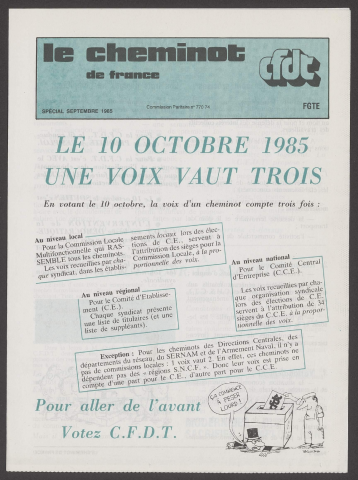 le cheminot
de france
cfdt
SPÉCIAL SEPTEMBRE 1985
Commission Paritaire n° 775 74
FGTE
LE 10 OCTOBRE 1985
UNE VOIX VAUT TROIS
En votant le 10 octobre, la voix d'un cheminot compte trois fois :
Au niveau local
Pour la Commission Locale
Multifonctionnelle qui RAS-
SEMBLE tous les cheminots.
Les voix recueillies par cha-
que syndicat, dans les établis-
sements locaux lors des élec-
tions de C.E., servent à
l'attribution des sièges pour la
Commission Locale, à la pro-
portionnelle des voix.
Au niveau régional
Pour le Comité d'Établisse-
ment (C.E.).
Chaque syndicat présente
une liste de titulaires (et une
liste de suppléants).
Au niveau national
Pour le Comité Central
d'Entreprise (C.C.E.).
Les voix recueillies par cha-
que organisation syndicale
lors des élections de C.E.
servent à l'attribution de 34
sièges du C.C.E. à la propor-
tionnelle des voix.
Exception : Pour les cheminots des Directions Centrales, des
départements du réseau, du SERNAM et de l'Armement Naval, il n'y a
pas de commissions locales : 1 voix vaut 2. En effet, ces cheminots ne
dépendent pas des « régions S.N.C.F. ». Donc leur voix est prise en
compte d'une part pour le C.E., d'autre part pour le C.C.E.
Pour aller de l'avant
Votez C.F.D.T.
ÇA COMMENCE
À PESER
LOURD !